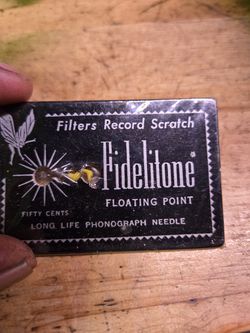 Filters Record Scratch
Fidelitone
FLOATING POINT
FIFTY CENTS
LONG LIFE PHONOGRAPH NEEDLE